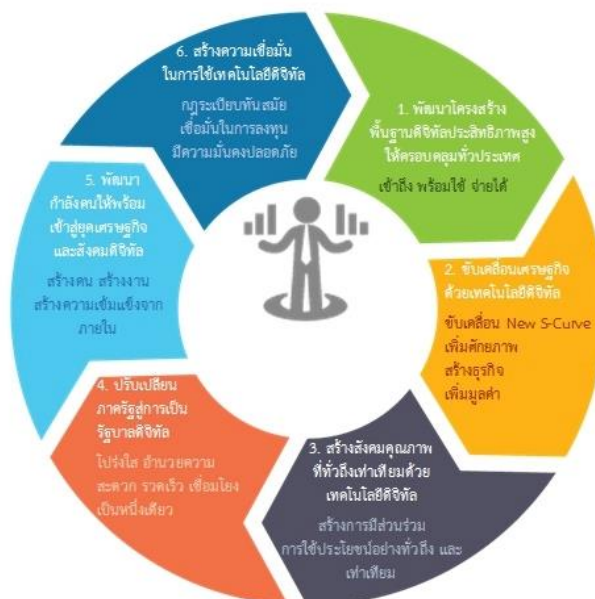 1. พัฒนาโครงสร้าง
พื้นฐานดิจิทัลประสิทธิภาพสูง
ให้ครอบคลุมทั่วประเทศ
เข้าถึง พร้อมใช้ จ่ายได้
2. ขับเคลื่อนเศรษฐกิจ
ด้วยเทคโนโลยีดิจิทัล
ขับเคลื่อน New S-Curve
เพิ่มศักยภาพ
สร้างธุรกิจ
เพิ่มมูลค่า
3. สร้างสังคมคุณภาพ
ที่ทั่วถึงเท่าเทียมด้วย
เทคโนโลยีดิจิทัล
สร้างการมีส่วนร่วม
การใช้ประโยชน์อย่างทั่วถึง และ
เท่าเทียม
4. ปรับเปลี่ยน
ภาครัฐสู่การเป็น
รัฐบาลดิจิทัล
โปร่งใส อำนวยความ
สะดวก รวดเร็ว เชื่อมโยง
เป็นหนึ่งเดียว
5. พัฒนา
กำลังคนให้พร้อม
เข้าสู่ยุคเศรษฐกิจ
และสังคมดิจิทัล
สร้างคน สร้างงาน
สร้างความเข้มแข็งจาก
ภายใน
6. สร้างความเชื่อมั่น
ในการใช้เทคโนโลยีดิจิทัล
กฎระเบียบทันสมัย
เชื่อมั่นในการลงทุน
มีความมั่นคงปลอดภัย